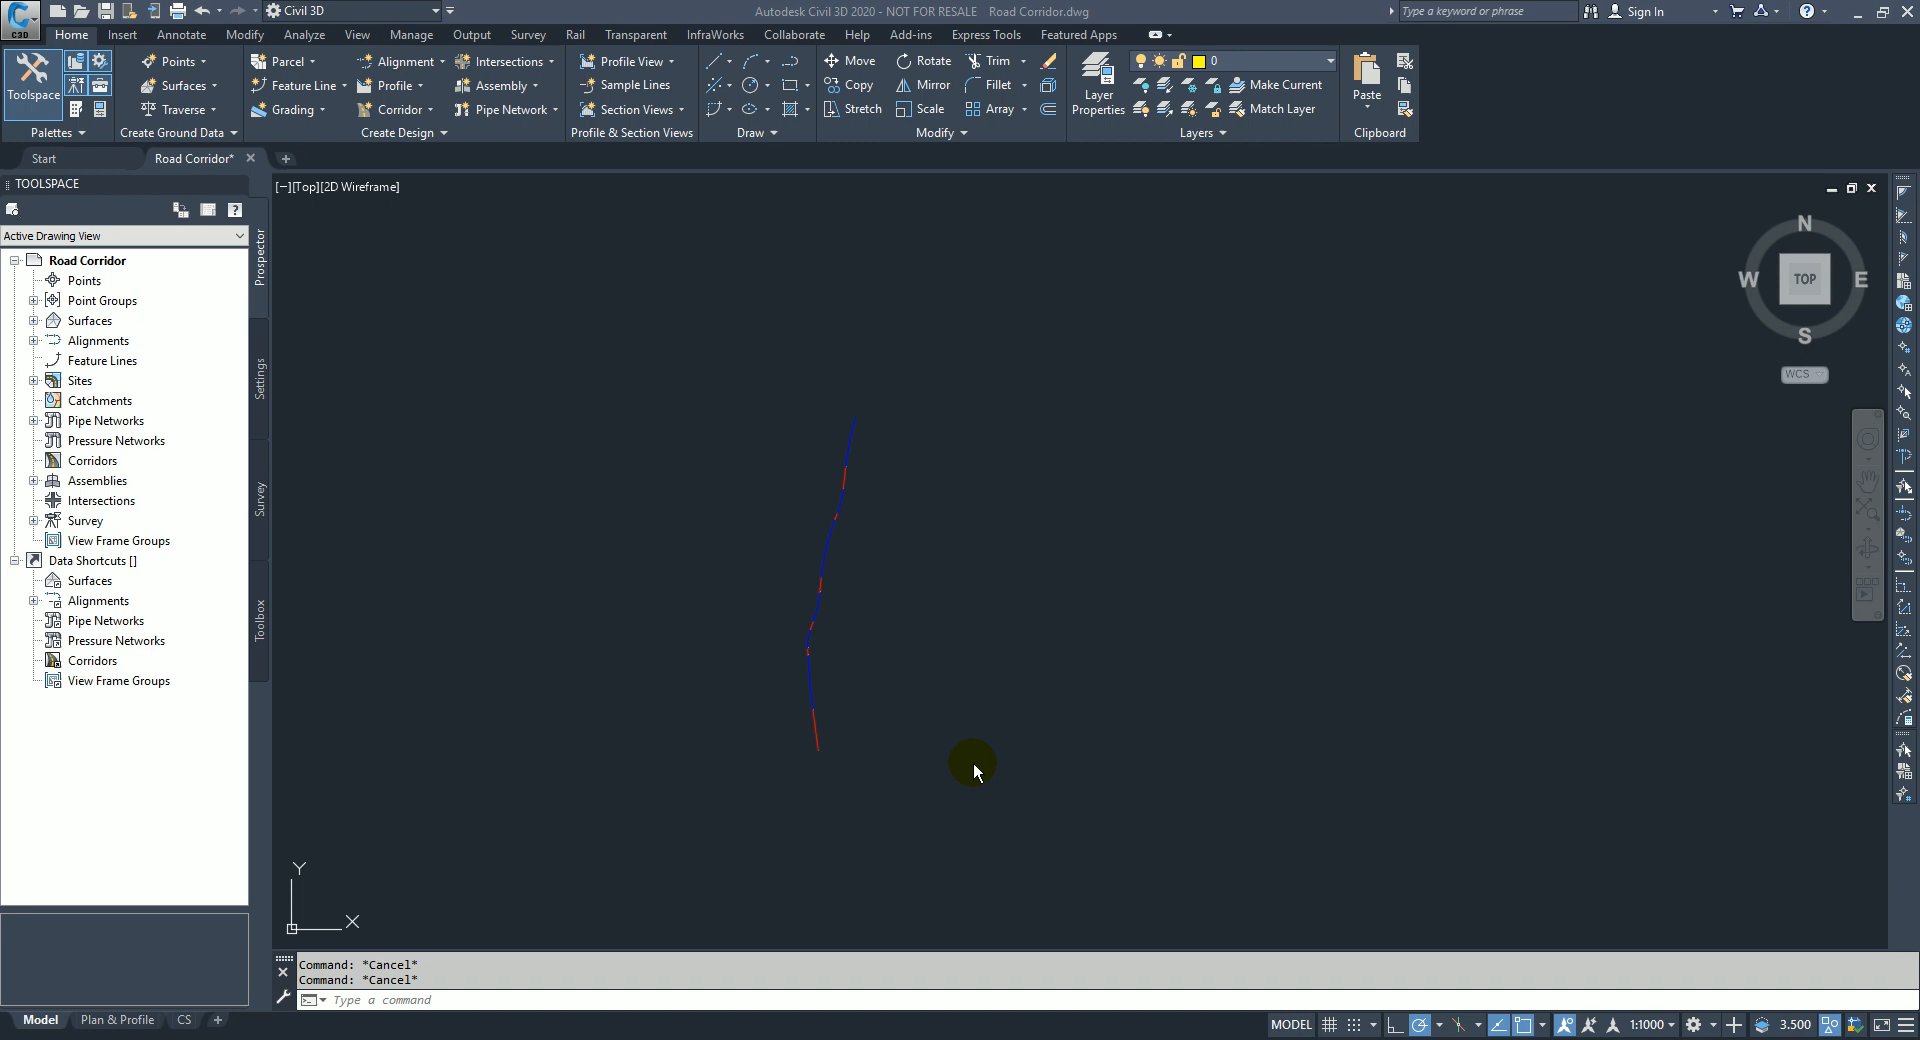 C3D
Civil 3D
Autodesk Civil 3D 2020 - NOT FOR RESALE Road Corridor.dwg
Type a keyword or phrase
Sign In
Home Insert Annotate Modify Analyze View Manage Output Survey Rail Transparent InfraWorks Collaborate Help Add-ins Express Tools Featured Apps
Toolspace
Palettes
Points
Surfaces
Traverse
Create Ground Data
Parcel
Feature Line
Grading
Alignment
Profile
Corridor
Intersections
Assembly
Pipe Network
Create Design
Profile View
Sample Lines
Section Views
Profile & Section Views
Draw
Move
Copy
Stretch
Rotate
Mirror
Scale
Trim
Fillet
Array
Modify
Layer
Properties
0
Make Current
Match Layer
Layers
Paste
Clipboard
Start
Road Corridor*
TOOLSPACE
Active Drawing View
Road Corridor
Points
Point Groups
Surfaces
Alignments
Feature Lines
Sites
Catchments
Pipe Networks
Pressure Networks
Corridors
Assemblies
Intersections
Survey
View Frame Groups
Data Shortcuts []
Surfaces
Alignments
Pipe Networks
Pressure Networks
Corridors
View Frame Groups
Prospector
Settings
Survey
Toolbox
[−][Top][2D Wireframe]
N
W
TOP
E
S
WCS
Y
X
Command: *Cancel*
Command: *Cancel*
Type a command
Model Plan & Profile CS
MODEL
1:1000
3.500